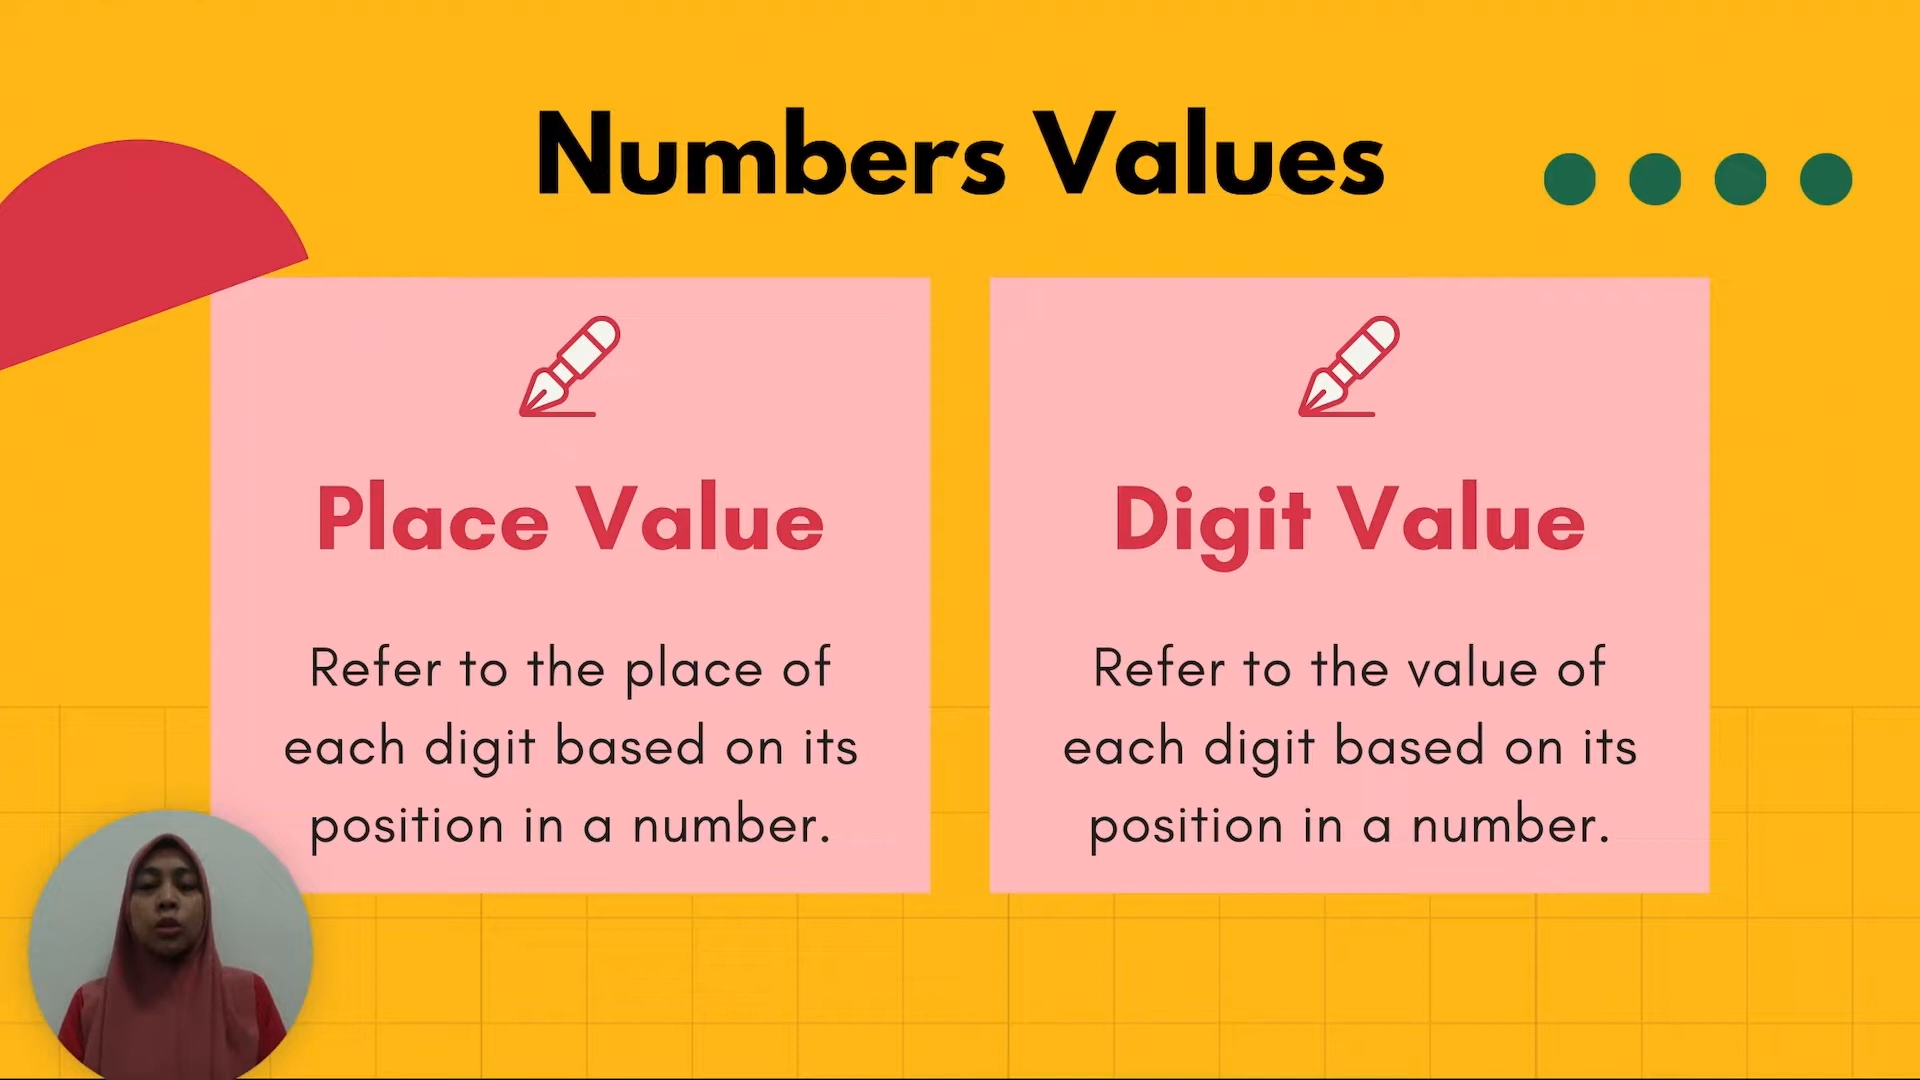 Numbers Values
Place Value
Refer to the place of
each digit based on its
position in a number.
Digit Value
Refer to the value of
each digit based on its
position in a number.